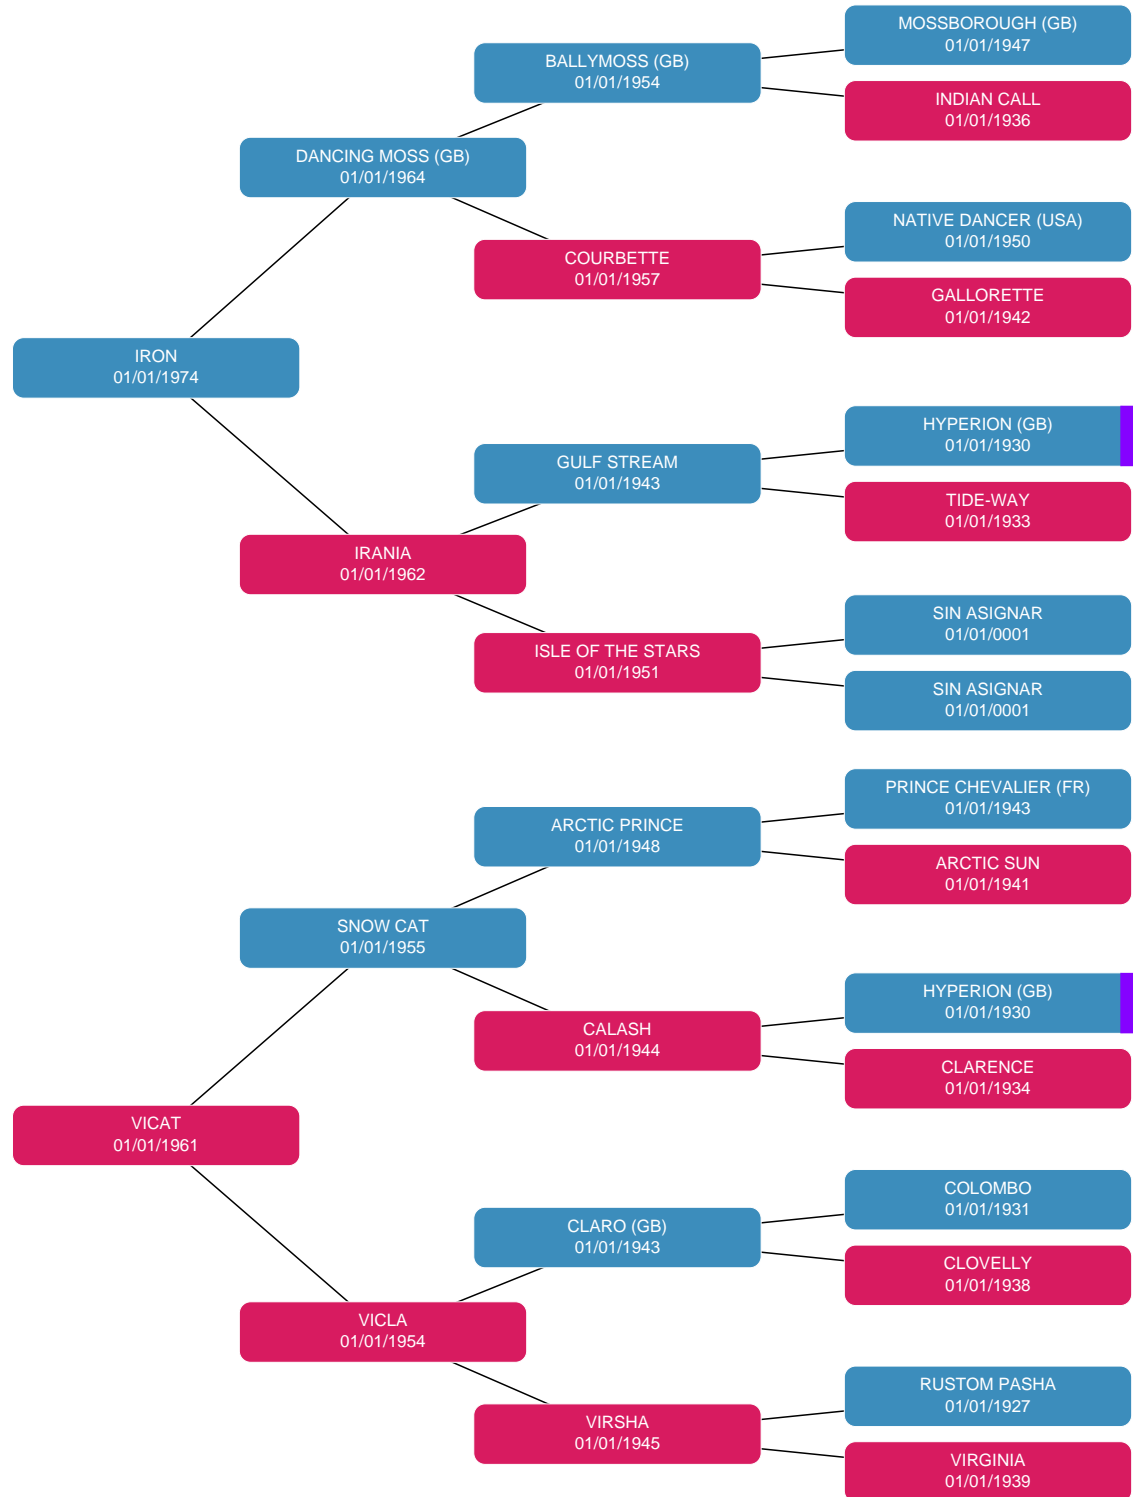 MOSSBOROUGH (GB)
01/01/1947
BALLYMOSS (GB)
01/01/1954
INDIAN CALL
01/01/1936
DANCING MOSS (GB)
01/01/1964
NATIVE DANCER (USA)
01/01/1950
COURBETTE
01/01/1957
GALLORETTE
01/01/1942
IRON
01/01/1974
HYPERION (GB)
01/01/1930
GULF STREAM
01/01/1943
TIDE-WAY
01/01/1933
IRANIA
01/01/1962
SIN ASIGNAR
01/01/0001
ISLE OF THE STARS
01/01/1951
SIN ASIGNAR
01/01/0001
PRINCE CHEVALIER (FR)
01/01/1943
ARCTIC PRINCE
01/01/1948
ARCTIC SUN
01/01/1941
SNOW CAT
01/01/1955
HYPERION (GB)
01/01/1930
CALASH
01/01/1944
CLARENCE
01/01/1934
VICAT
01/01/1961
COLOMBO
01/01/1931
CLARO (GB)
01/01/1943
CLOVELLY
01/01/1938
VICLA
01/01/1954
RUSTOM PASHA
01/01/1927
VIRSHA
01/01/1945
VIRGINIA
01/01/1939